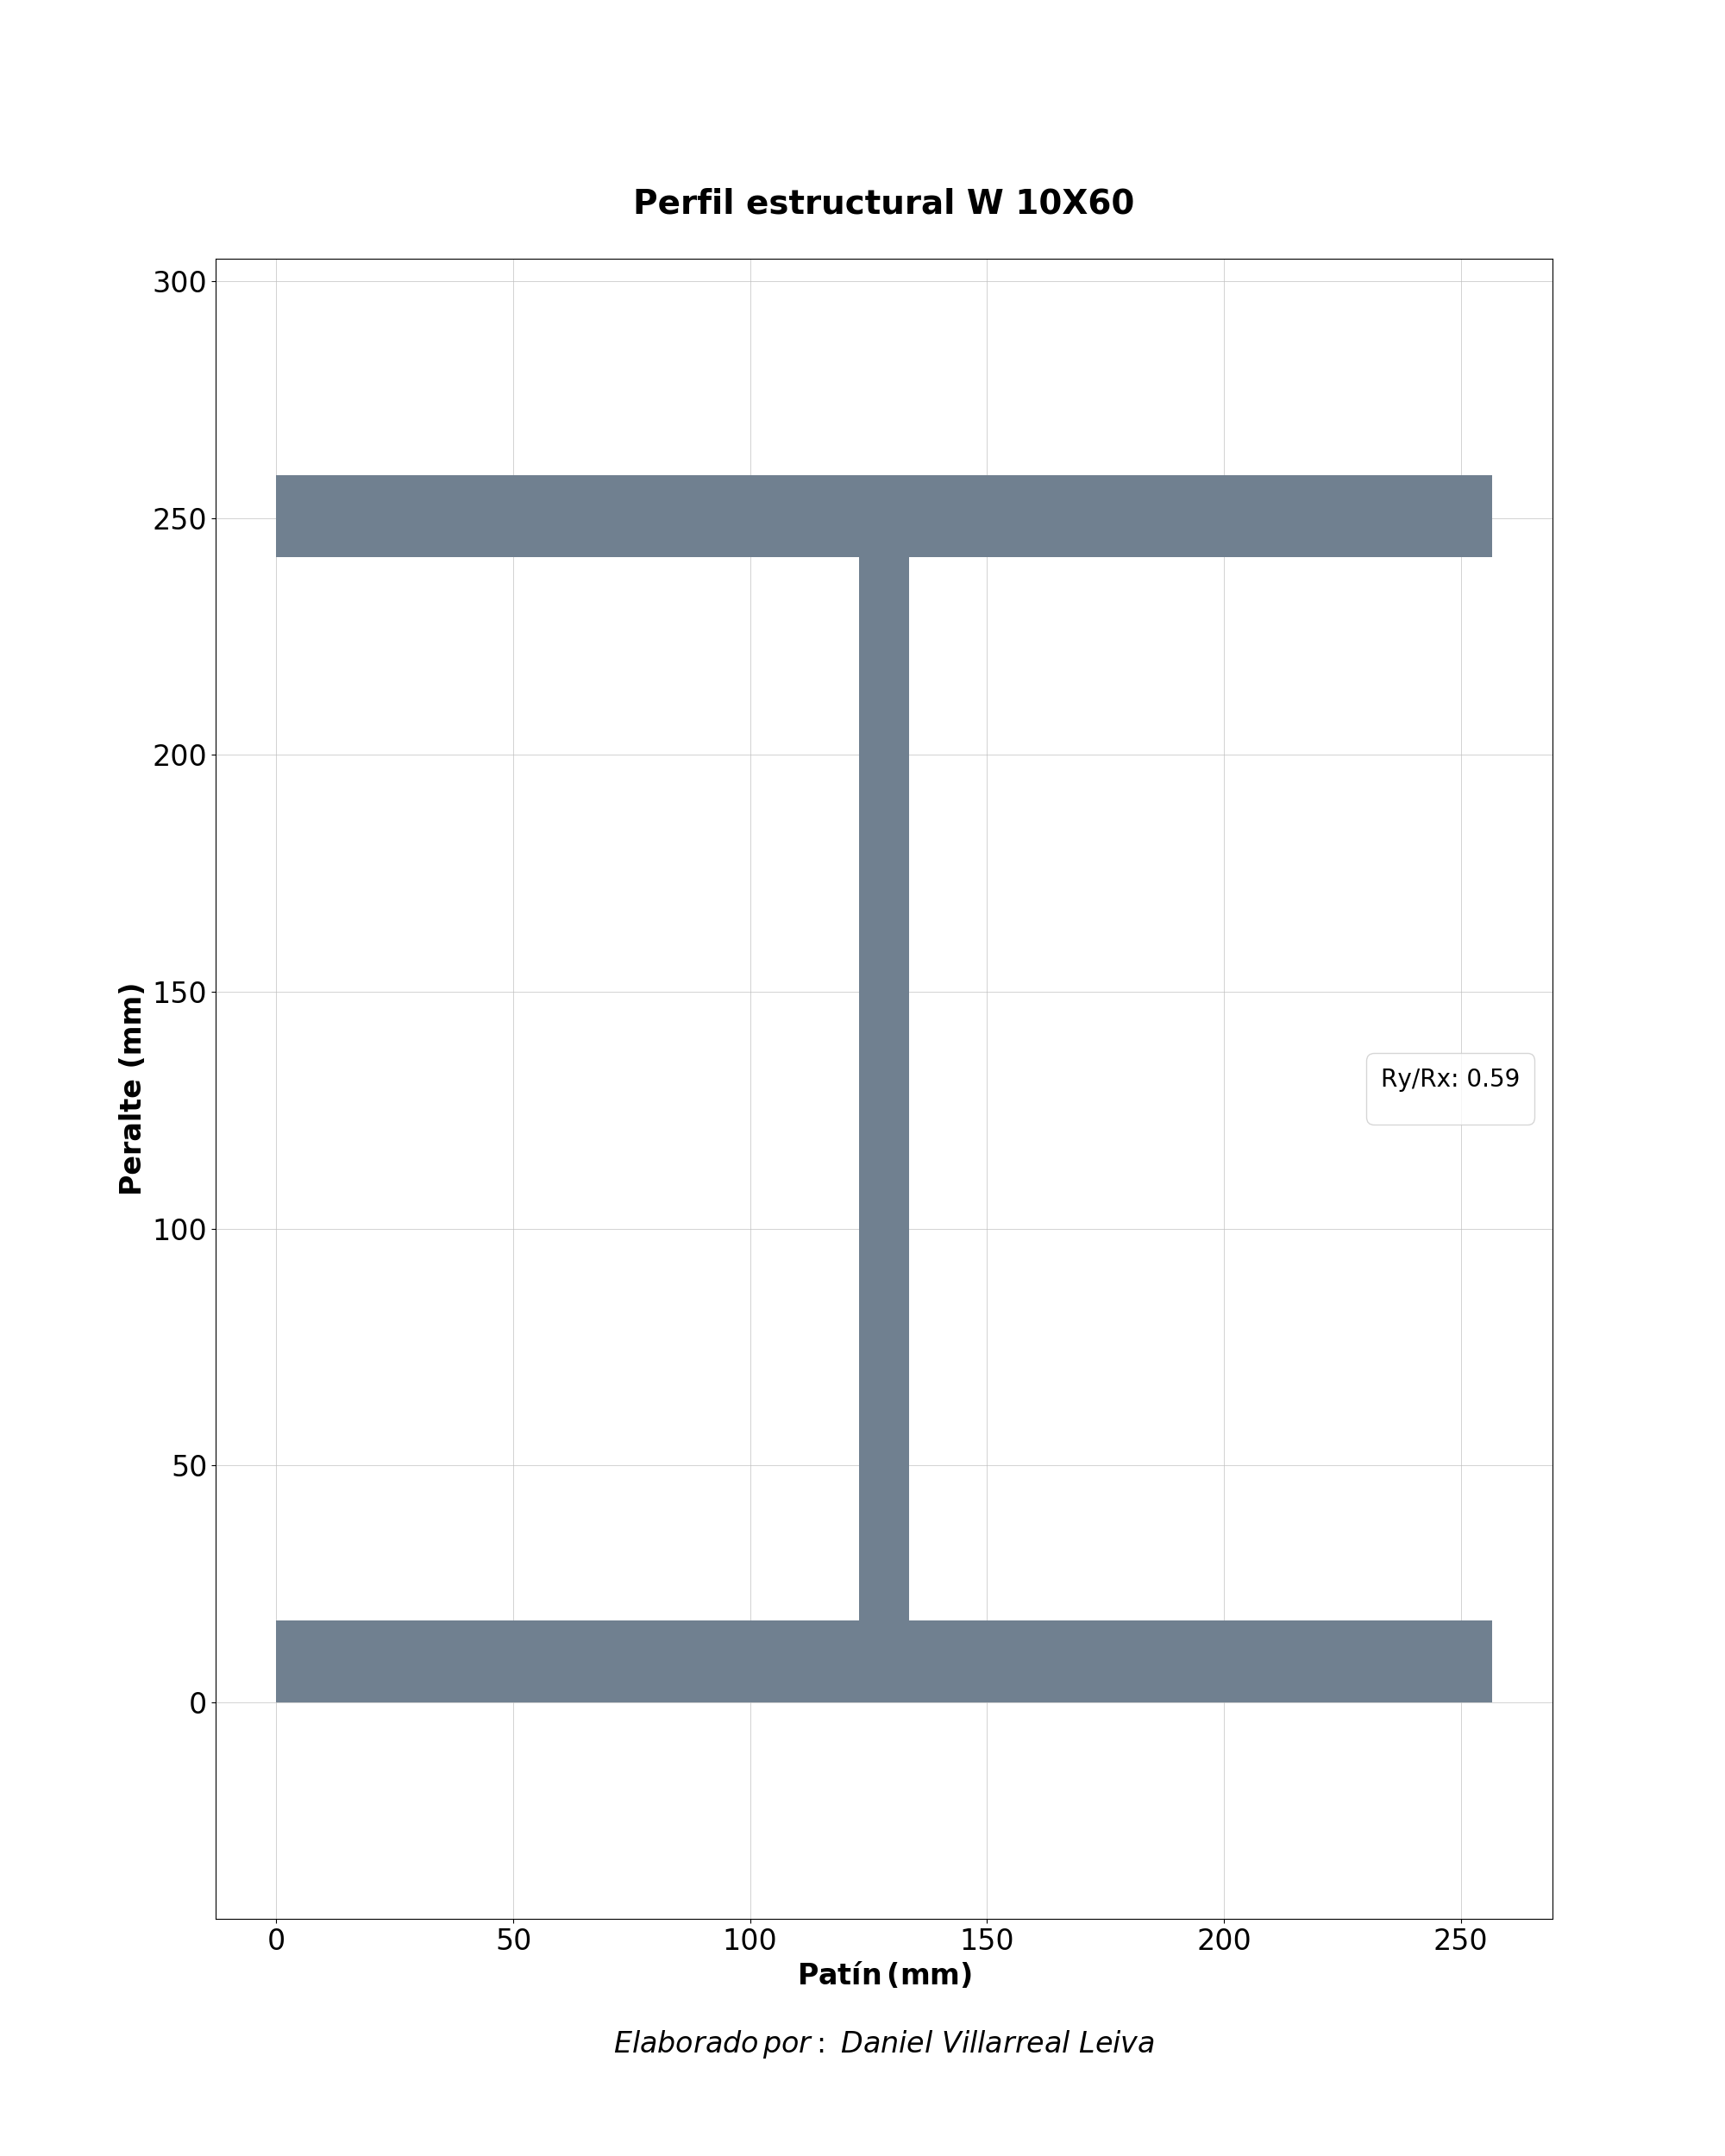 Perfil estructural W 10X60
300
250
200
150
100
50
0
Peralte (mm)
Ry/Rx: 0.59
0 50 100 150 200 250
Patín (mm)
Elaborado por: Daniel Villarreal Leiva